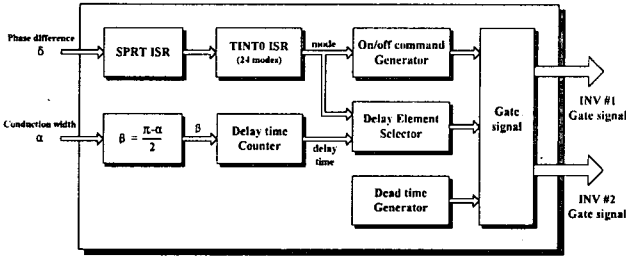 Phase difference
δ
SPRT ISR
TINT0 ISR
(24 modes)
mode
On/off command
Generator
Gate
signal
INV #1
Gate signal
Conduction width
α
β = π-α
2
β
Delay time
Counter
delay
time
Delay Element
Selector
Dead time
Generator
INV #2
Gate signal